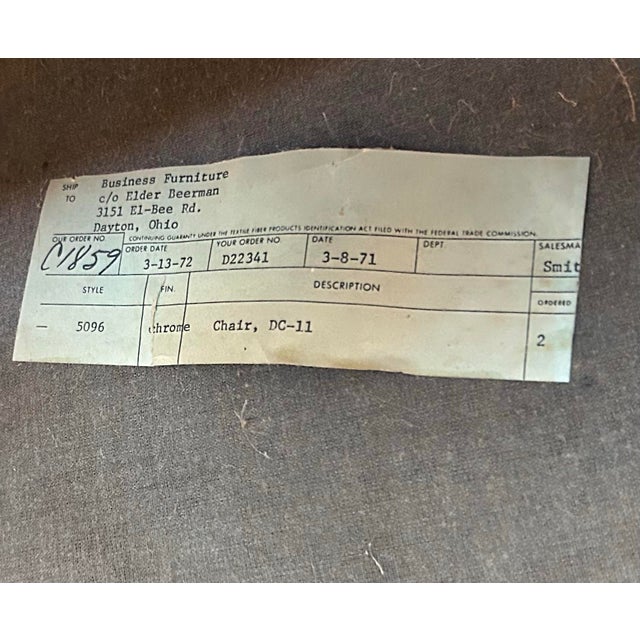 SHIP TO Business Furniture
c/o Elder Beerman
3151 El-Bee Rd.
Dayton, Ohio
CONTINUING GUARANTY UNDER THE TEXTILE FIBER PRODUCTS IDENTIFICATION ACT FILED WITH THE FEDERAL TRADE COMMISSION.
OUR ORDER NO. ORDER DATE YOUR ORDER NO. DATE DEPT. SALESMA
C1859 3-13-72 D22341 3-8-71 Smit
STYLE FIN. DESCRIPTION ORDERED
— 5096 chrome Chair, DC-11 2